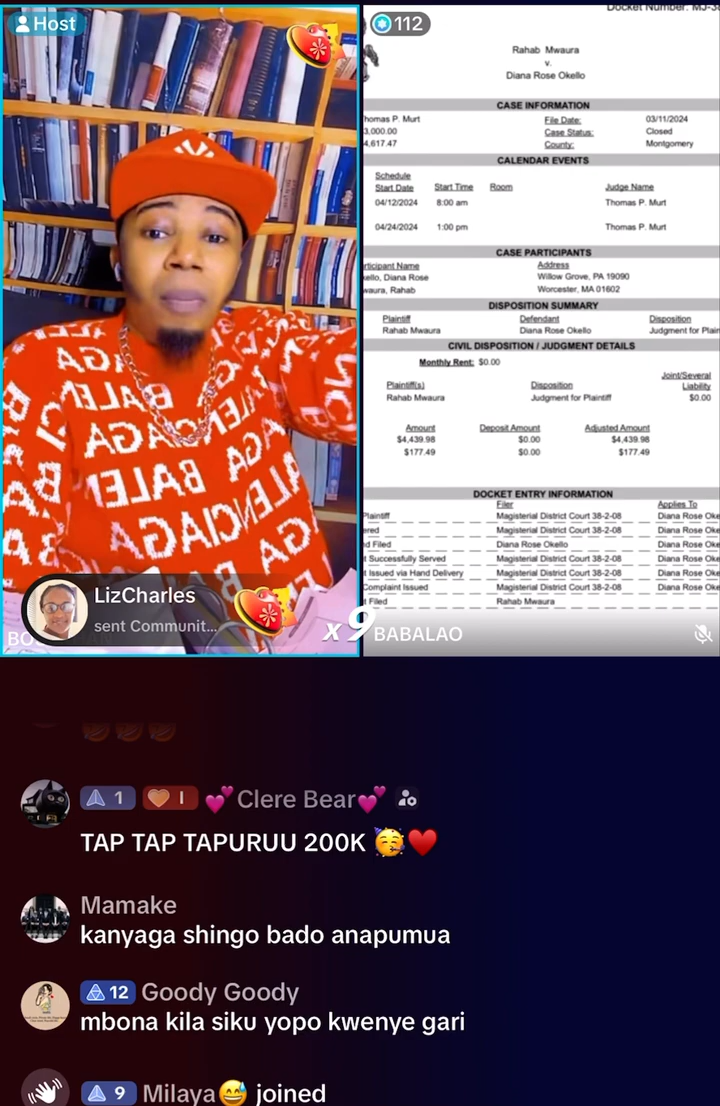 Host
112
Docket Number: MJ-3
Rahab Mwaura
v.
Diana Rose Okello
CASE INFORMATION
homas P. Murt File Date: 03/11/2024
3,000.00 Case Status: Closed
4,617.47 County: Montgomery
CALENDAR EVENTS
Schedule
Start Date Start Time Room Judge Name
04/12/2024 8:00 am Thomas P. Murt
04/24/2024 1:00 pm Thomas P. Murt
CASE PARTICIPANTS
rticipant Name Address
kello, Diana Rose Willow Grove, PA 19090
waura, Rahab Worcester, MA 01602
DISPOSITION SUMMARY
Plaintiff Defendant Disposition
Rahab Mwaura Diana Rose Okello Judgment for Plain
CIVIL DISPOSITION / JUDGMENT DETAILS
Monthly Rent: $0.00
Joint/Several
Plaintiff(s) Disposition Liability
Rahab Mwaura Judgment for Plaintiff $0.00
Amount Deposit Amount Adjusted Amount
$4,439.98 $0.00 $4,439.98
$177.49 $0.00 $177.49
DOCKET ENTRY INFORMATION
Filer Applies To
Plaintiff Magisterial District Court 38-2-08 Diana Rose Oke
ered Magisterial District Court 38-2-08 Diana Rose Oke
d Filed Diana Rose Okello Diana Rose Oke
t Successfully Served Magisterial District Court 38-2-08 Diana Rose Oke
t Issued via Hand Delivery Magisterial District Court 38-2-08 Diana Rose Oke
Complaint Issued Magisterial District Court 38-2-08 Diana Rose Oke
t Filed Rahab Mwaura
BALENCIAGA
LizCharles
sent Communit...
x 9
BO
BABALAO
1 I Clere Bear
TAP TAP TAPURUU 200K 🥳♥️
Mamake
kanyaga shingo bado anapumua
12 Goody Goody
mbona kila siku yopo kwenye gari
9 Milaya😅 joined